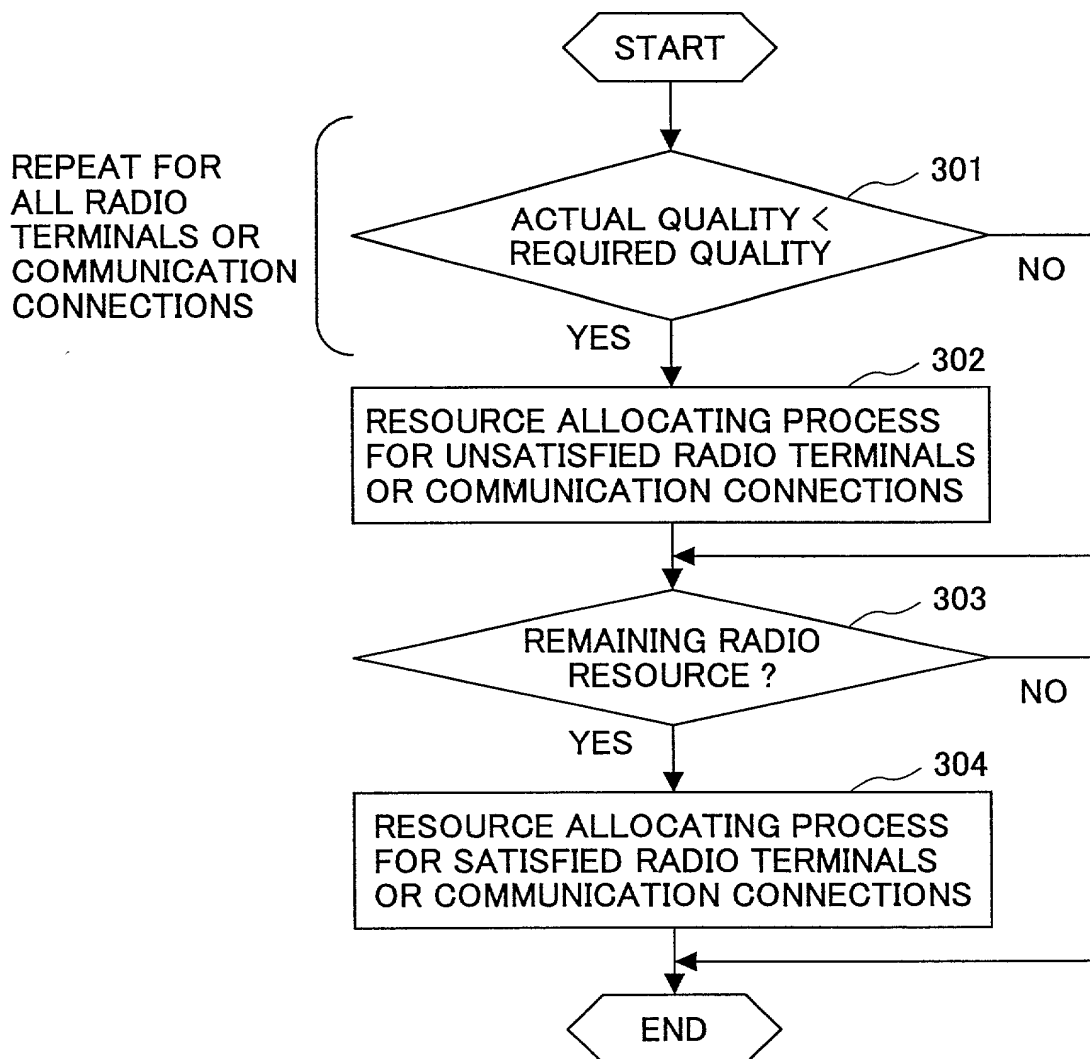 START
REPEAT FOR
ALL RADIO
TERMINALS OR
COMMUNICATION
CONNECTIONS
301
ACTUAL QUALITY <
REQUIRED QUALITY
NO
YES
302
RESOURCE ALLOCATING PROCESS
FOR UNSATISFIED RADIO TERMINALS
OR COMMUNICATION CONNECTIONS
303
REMAINING RADIO
RESOURCE ?
NO
YES
304
RESOURCE ALLOCATING PROCESS
FOR SATISFIED RADIO TERMINALS
OR COMMUNICATION CONNECTIONS
END